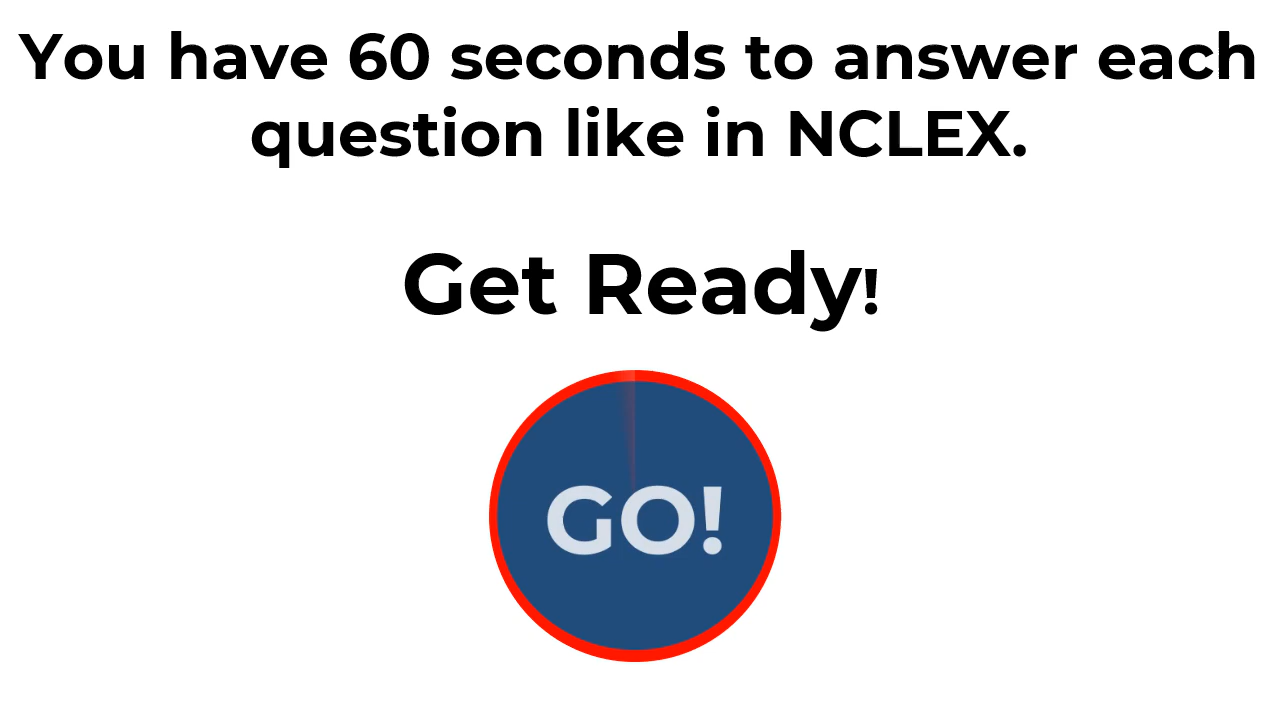 You have 60 seconds to answer each
question like in NCLEX.
Get Ready!
GO!